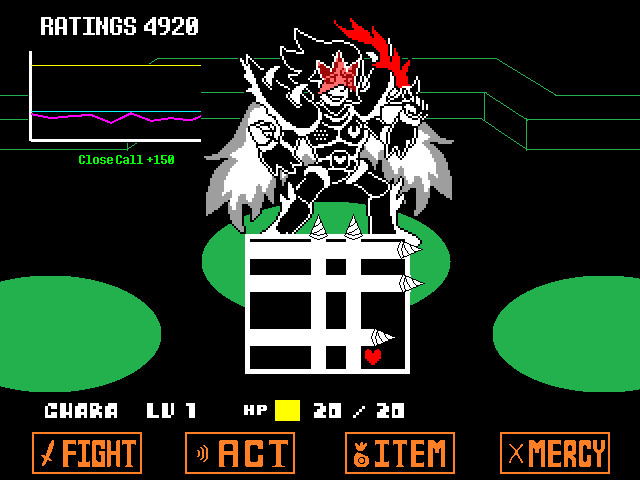 RATINGS 4920
CloseCall +150
CHARA LV 1 HP 20 / 20
FIGHT ACT ITEM MERCY